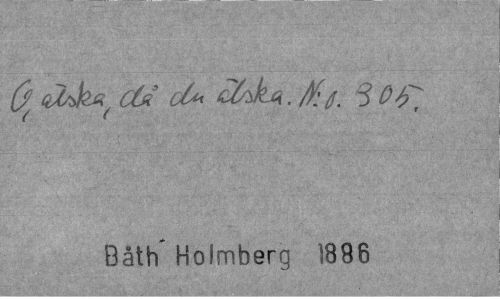 O, älska, då du älska. N:o. 305.
Båth Holmberg 1886